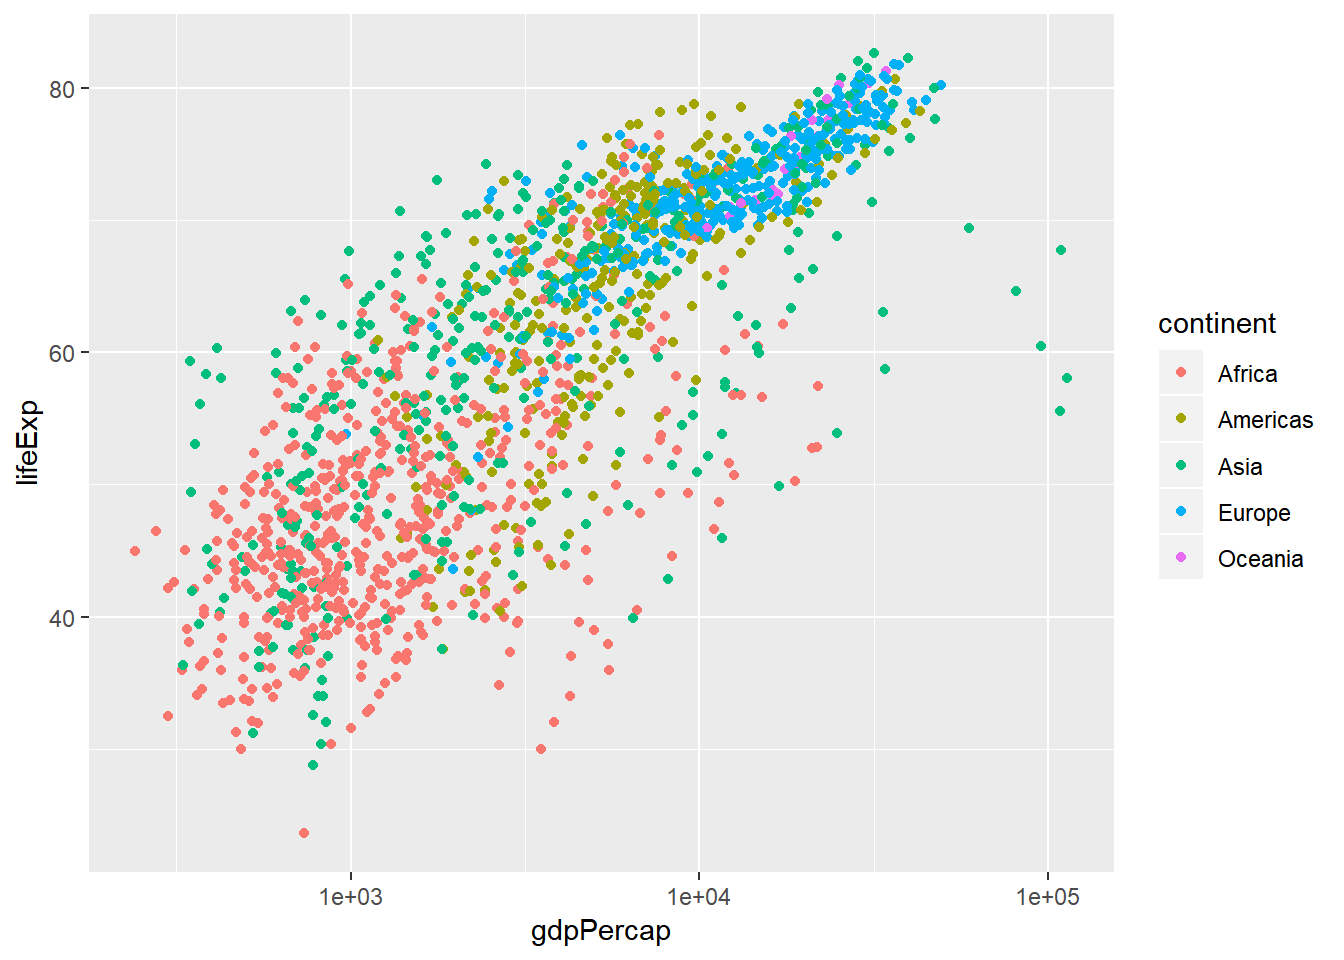 80
60
40
lifeExp
1e+03
1e+04
1e+05
gdpPercap
continent
Africa
Americas
Asia
Europe
Oceania